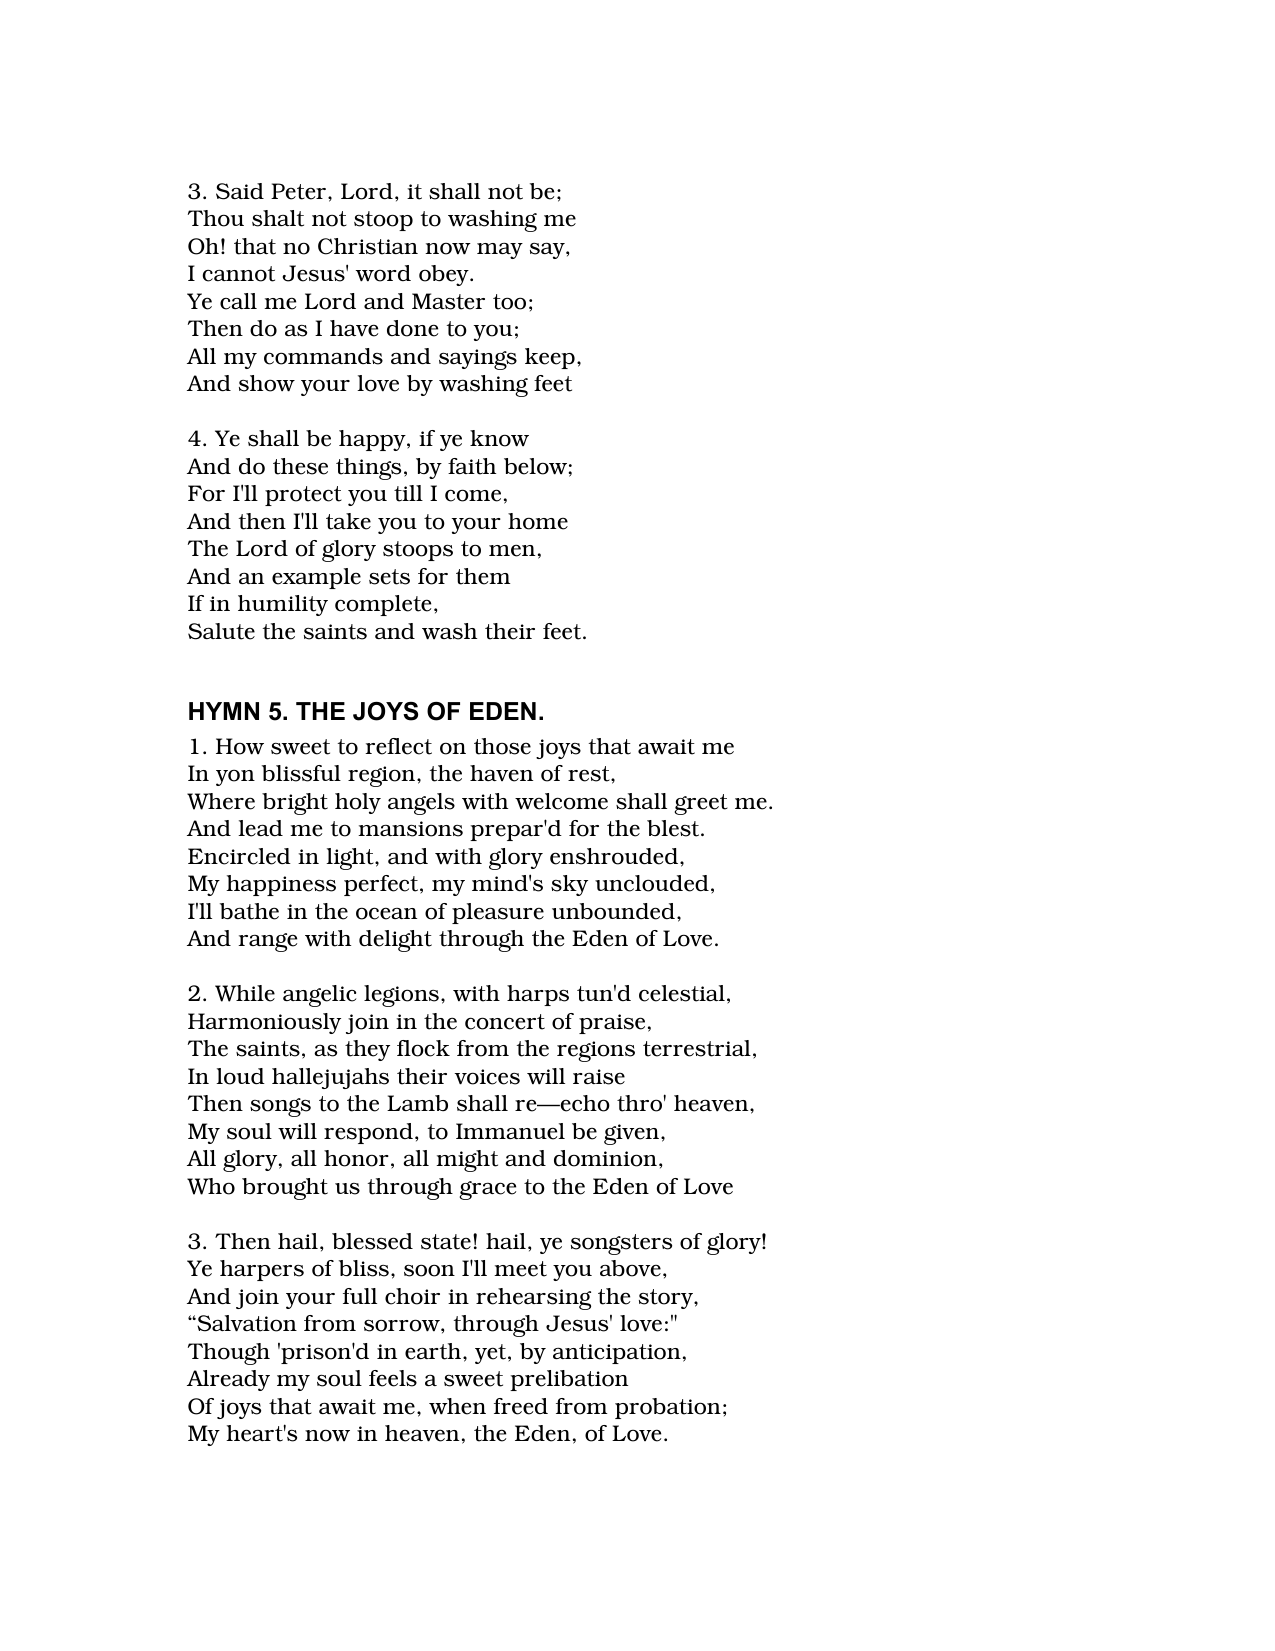 3. Said Peter, Lord, it shall not be;
Thou shalt not stoop to washing me
Oh! that no Christian now may say,
I cannot Jesus' word obey.
Ye call me Lord and Master too;
Then do as I have done to you;
All my commands and sayings keep,
And show your love by washing feet
4. Ye shall be happy, if ye know
And do these things, by faith below;
For I'll protect you till I come,
And then I'll take you to your home
The Lord of glory stoops to men,
And an example sets for them
If in humility complete,
Salute the saints and wash their feet.
HYMN 5. THE JOYS OF EDEN.
1. How sweet to reflect on those joys that await me
In yon blissful region, the haven of rest,
Where bright holy angels with welcome shall greet me.
And lead me to mansions prepar'd for the blest.
Encircled in light, and with glory enshrouded,
My happiness perfect, my mind's sky unclouded,
I'll bathe in the ocean of pleasure unbounded,
And range with delight through the Eden of Love.
2. While angelic legions, with harps tun'd celestial,
Harmoniously join in the concert of praise,
The saints, as they flock from the regions terrestrial,
In loud hallejujahs their voices will raise
Then songs to the Lamb shall re—echo thro' heaven,
My soul will respond, to Immanuel be given,
All glory, all honor, all might and dominion,
Who brought us through grace to the Eden of Love
3. Then hail, blessed state! hail, ye songsters of glory!
Ye harpers of bliss, soon I'll meet you above,
And join your full choir in rehearsing the story,
“Salvation from sorrow, through Jesus' love:"
Though 'prison'd in earth, yet, by anticipation,
Already my soul feels a sweet prelibation
Of joys that await me, when freed from probation;
My heart's now in heaven, the Eden, of Love.